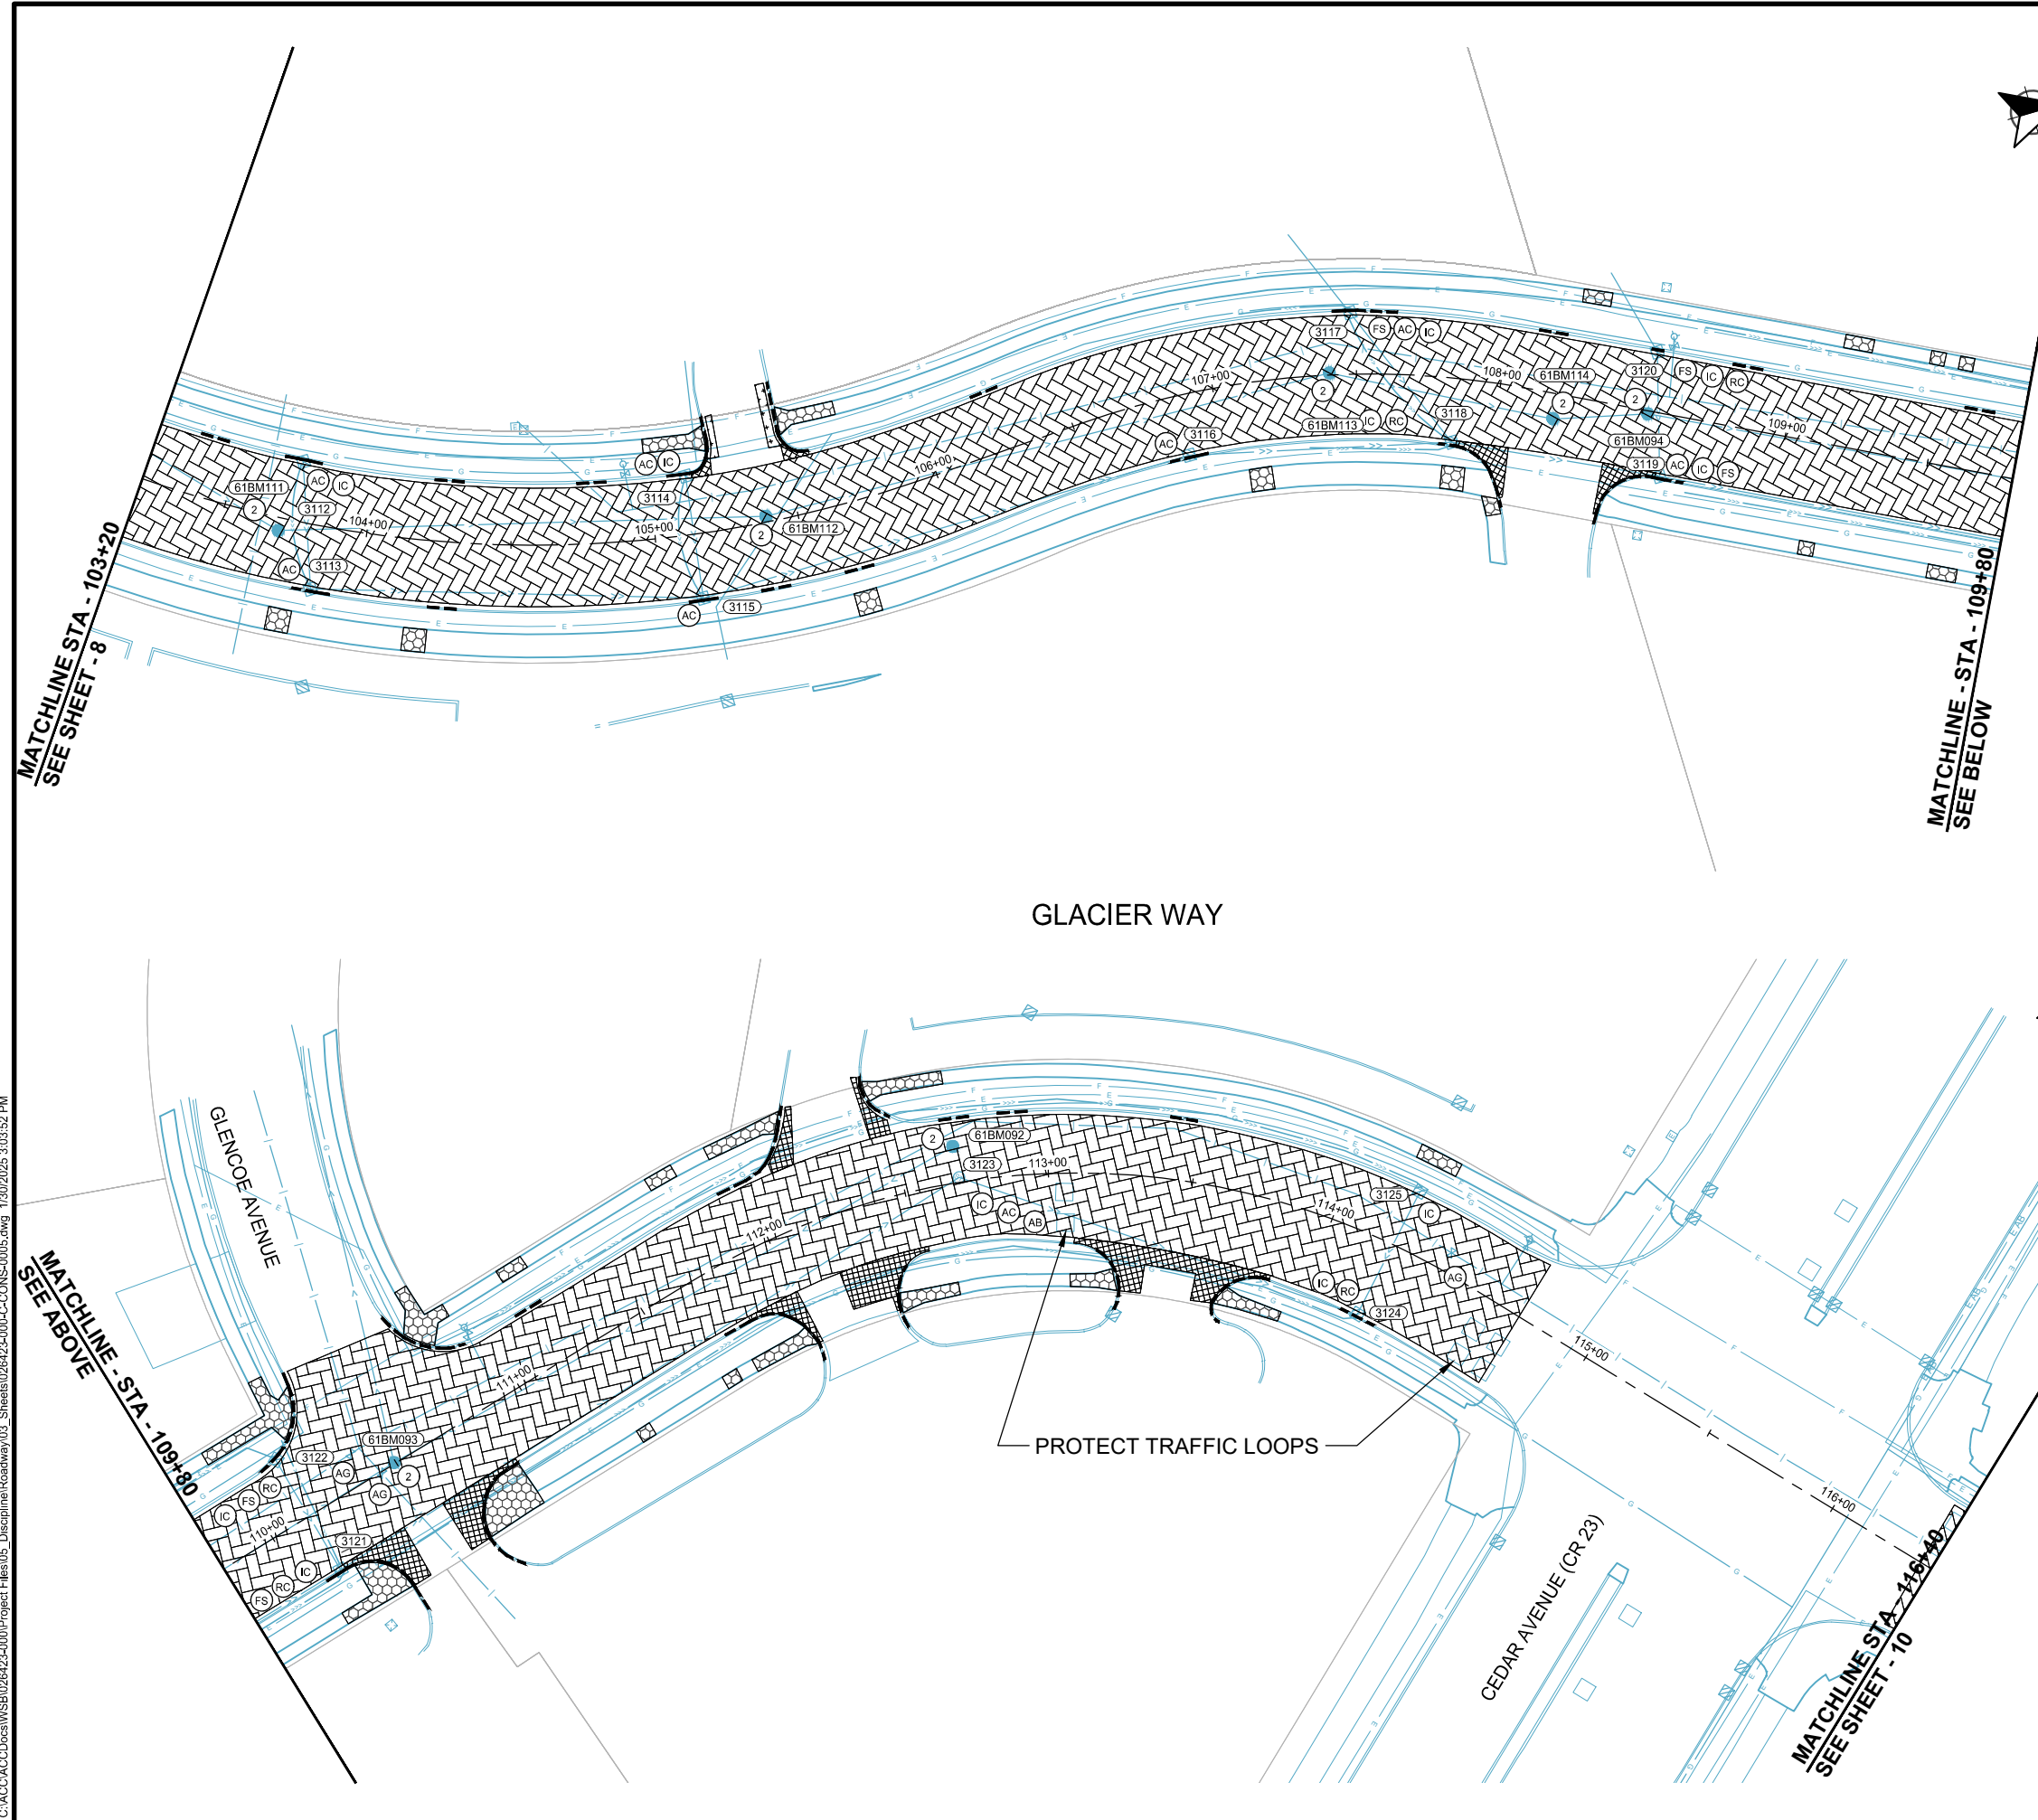 MATCHLINE STA - 103+20
SEE SHEET - 8
61BM111
2
AC
IC
3112
104+00
AC
3113
AC
IC
3114
105+00
2
61BM112
AC
3115
106+00
AC
3116
107+00
3117
FS
AC
IC
2
61BM113
IC
RC
3118
108+00
61BM114
2
2
3120
FS
IC
RC
61BM094
3119
AC
IC
FS
109+00
MATCHLINE - STA - 109+80
SEE BELOW
GLACIER WAY
GLENCOE AVENUE
MATCHLINE - STA - 109+80
SEE ABOVE
3122
AG
61BM093
2
AG
RC
FS
IC
110+00
3121
IC
RC
FS
111+00
112+00
2
61BM092
3123
113+00
IC
AC
AB
114+00
3125
IC
AG
IC
RC
3124
115+00
PROTECT TRAFFIC LOOPS
116+00
CEDAR AVENUE (CR 23)
MATCHLINE STA - 116+40
SEE SHEET - 10